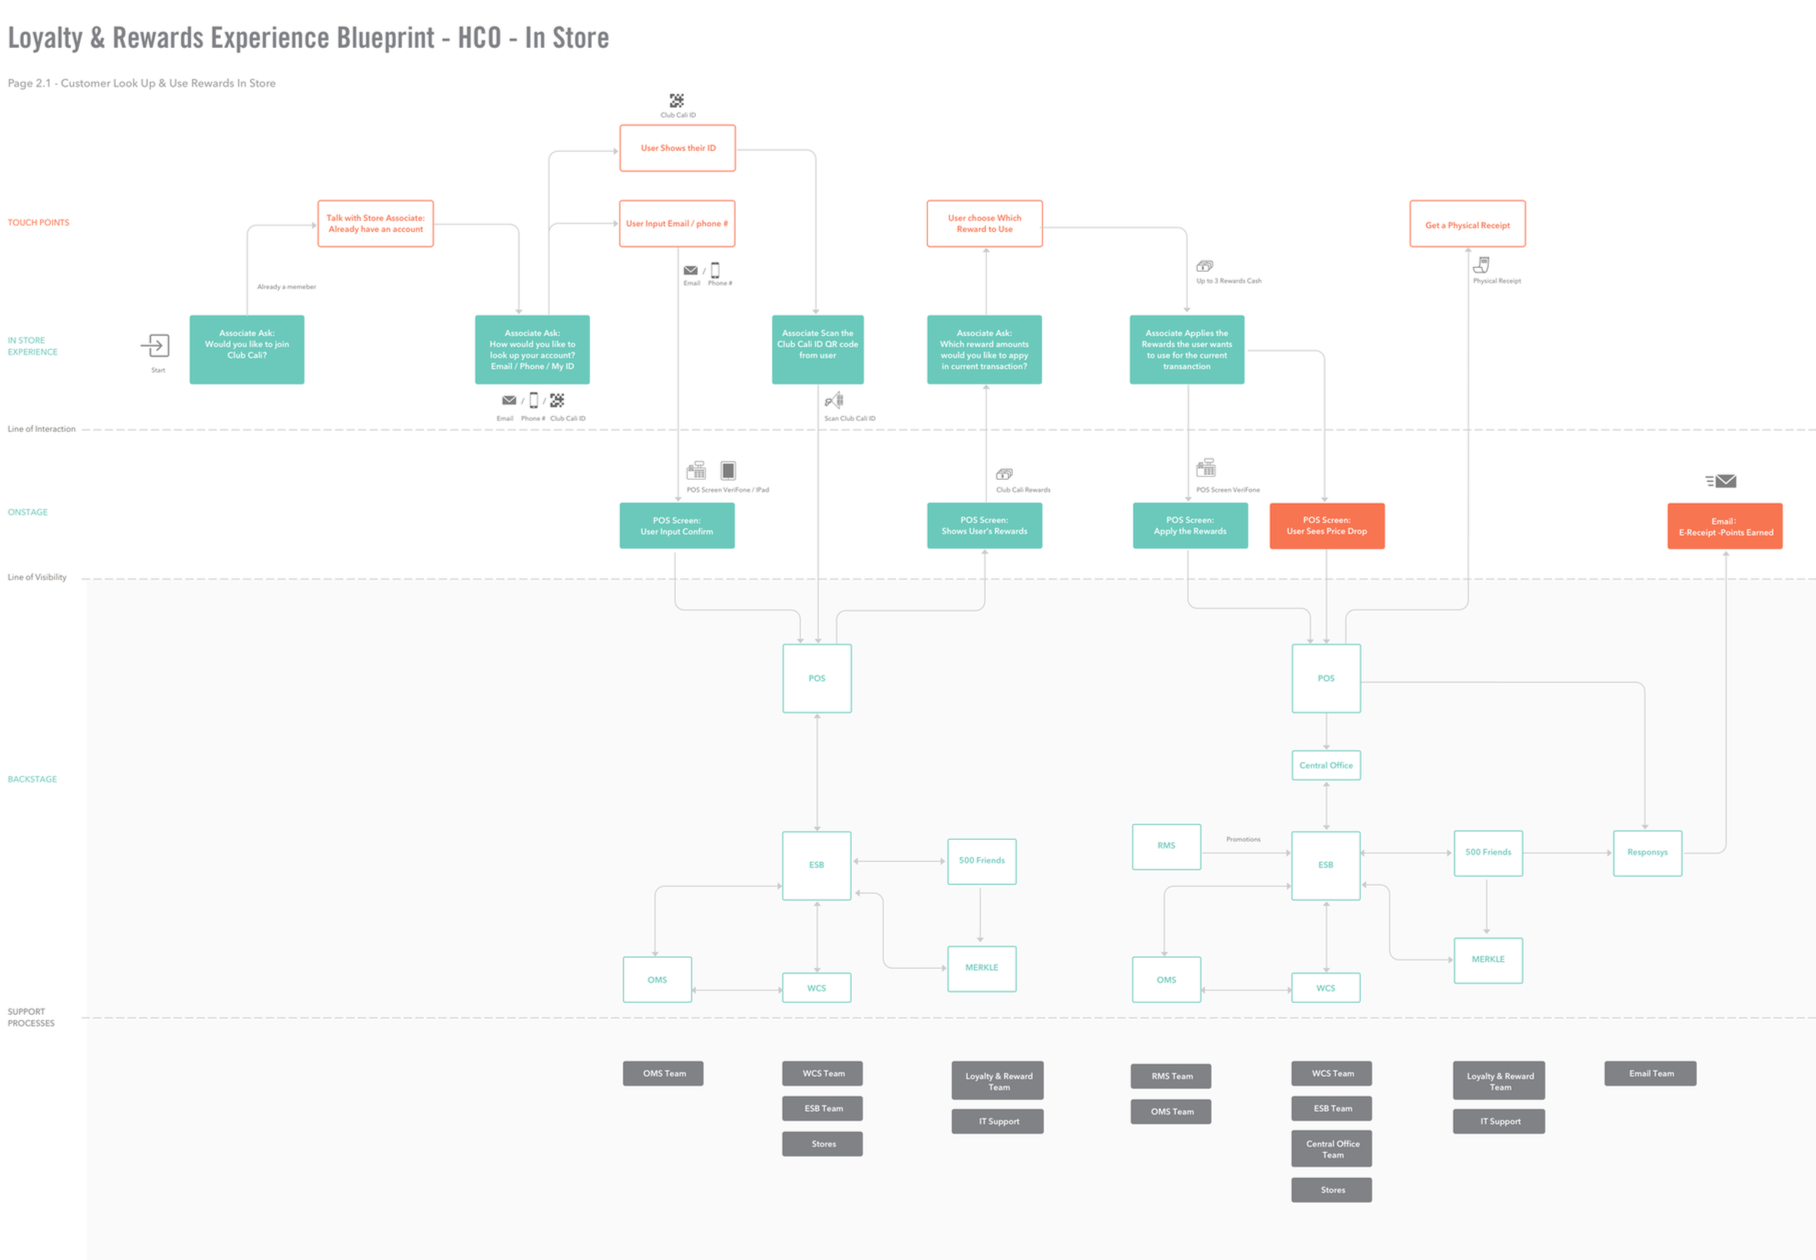 Loyalty & Rewards Experience Blueprint - HCO - In Store
Page 2.1 - Customer Look Up & Use Rewards In Store
Club Cali ID
User Shows their ID
TOUCH POINTS
Talk with Store Associate:
Already have an account
User Input Email / phone #
User choose Which
Reward to Use
Get a Physical Receipt
Already a memeber
/
Email Phone #
Up to 3 Rewards Cash
Physical Receipt
IN STORE
EXPERIENCE
Start
Associate Ask:
Would you like to join
Club Cali?
Associate Ask:
How would you like to
look up your account?
Email / Phone / My ID
Associate Scan the
Club Cali ID QR code
from user
Associate Ask:
Which reward amounts
would you like to appy
in current transaction?
Associate Applies the
Rewards the user wants
to use for the current
transanction
/ /
Email Phone # Club Cali ID
Scan Club Cali ID
Line of Interaction
POS Screen VeriFone / IPad
Club Cali Rewards
POS Screen VeriFone
ONSTAGE
POS Screen:
User Input Confirm
POS Screen:
Shows User's Rewards
POS Screen:
Apply the Rewards
POS Screen:
User Sees Price Drop
Email:
E-Receipt -Points Earned
Line of Visibility
POS
POS
BACKSTAGE
Central Office
ESB
500 Friends
RMS
Promotions
ESB
500 Friends
Responsys
OMS
WCS
MERKLE
OMS
WCS
MERKLE
SUPPORT
PROCESSES
OMS Team
WCS Team
ESB Team
Stores
Loyalty & Reward
Team
IT Support
RMS Team
OMS Team
WCS Team
ESB Team
Central Office
Team
Stores
Loyalty & Reward
Team
IT Support
Email Team